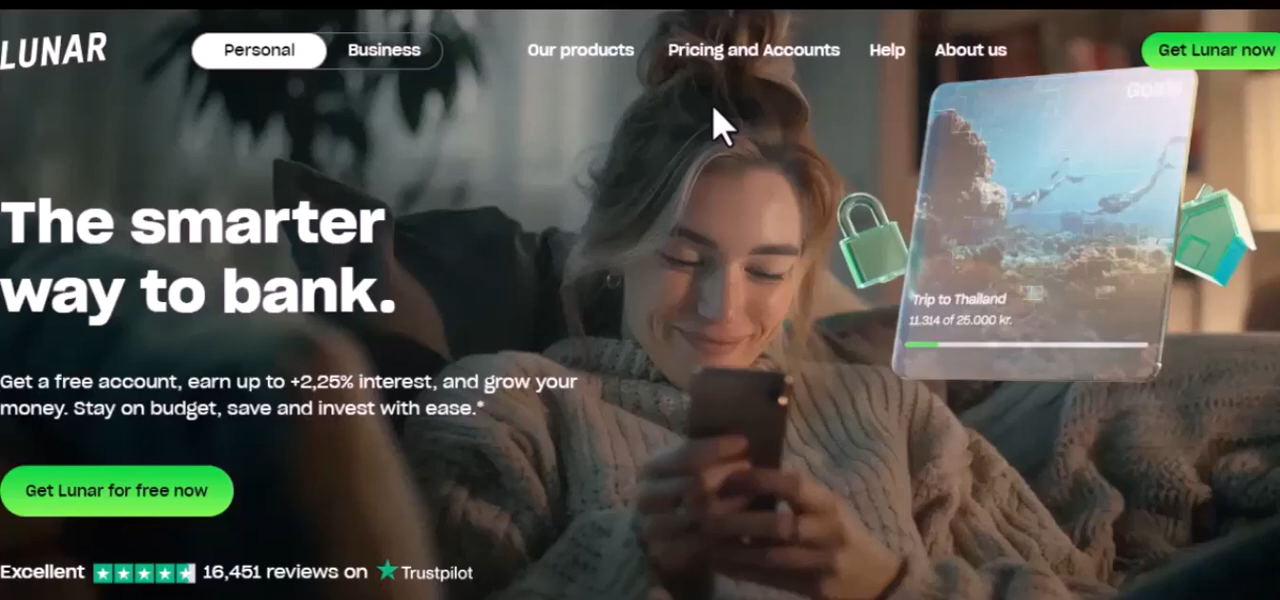 LUNAR
Personal
Business
Our products
Pricing and Accounts
Help
About us
Get Lunar now
Goals
The smarter
way to bank.
Trip to Thailand
11.314 of 25.000 kr.
Get a free account, earn up to +2,25% interest, and grow your
money. Stay on budget, save and invest with ease.*
Get Lunar for free now
Excellent 16,451 reviews on Trustpilot